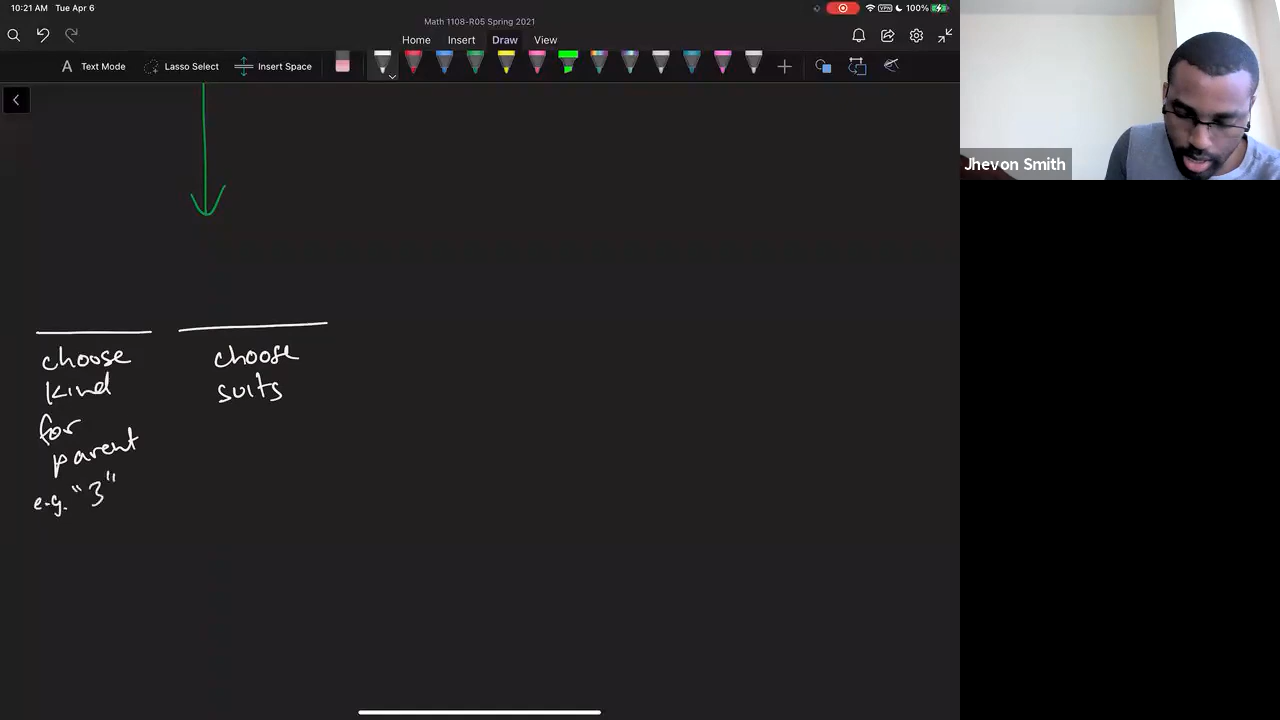 10:21 AM Tue Apr 6
Math 1108-R05 Spring 2021
VPN
100%
Home Insert Draw View
A Text Mode Lasso Select Insert Space
Jhevon Smith
choose
kind
for
parent
e.g. "3"
choose
suits